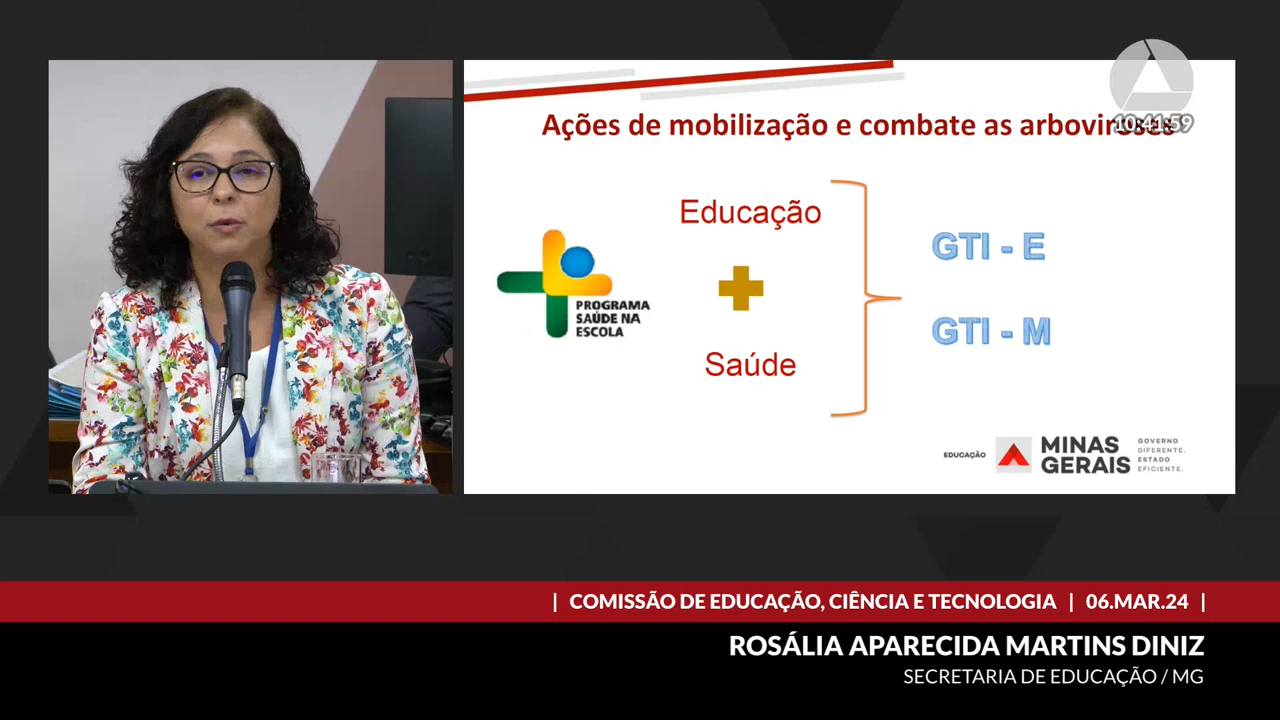 10:41:59
Ações de mobilização e combate as arboviroses
Educação
GTI - E
PROGRAMA
SAÚDE NA
ESCOLA
GTI - M
Saúde
EDUCAÇÃO
MINAS
GERAIS
GOVERNO
DIFERENTE.
ESTADO
EFICIENTE.
| COMISSÃO DE EDUCAÇÃO, CIÊNCIA E TECNOLOGIA | 06.MAR.24 |
ROSÁLIA APARECIDA MARTINS DINIZ
SECRETARIA DE EDUCAÇÃO / MG